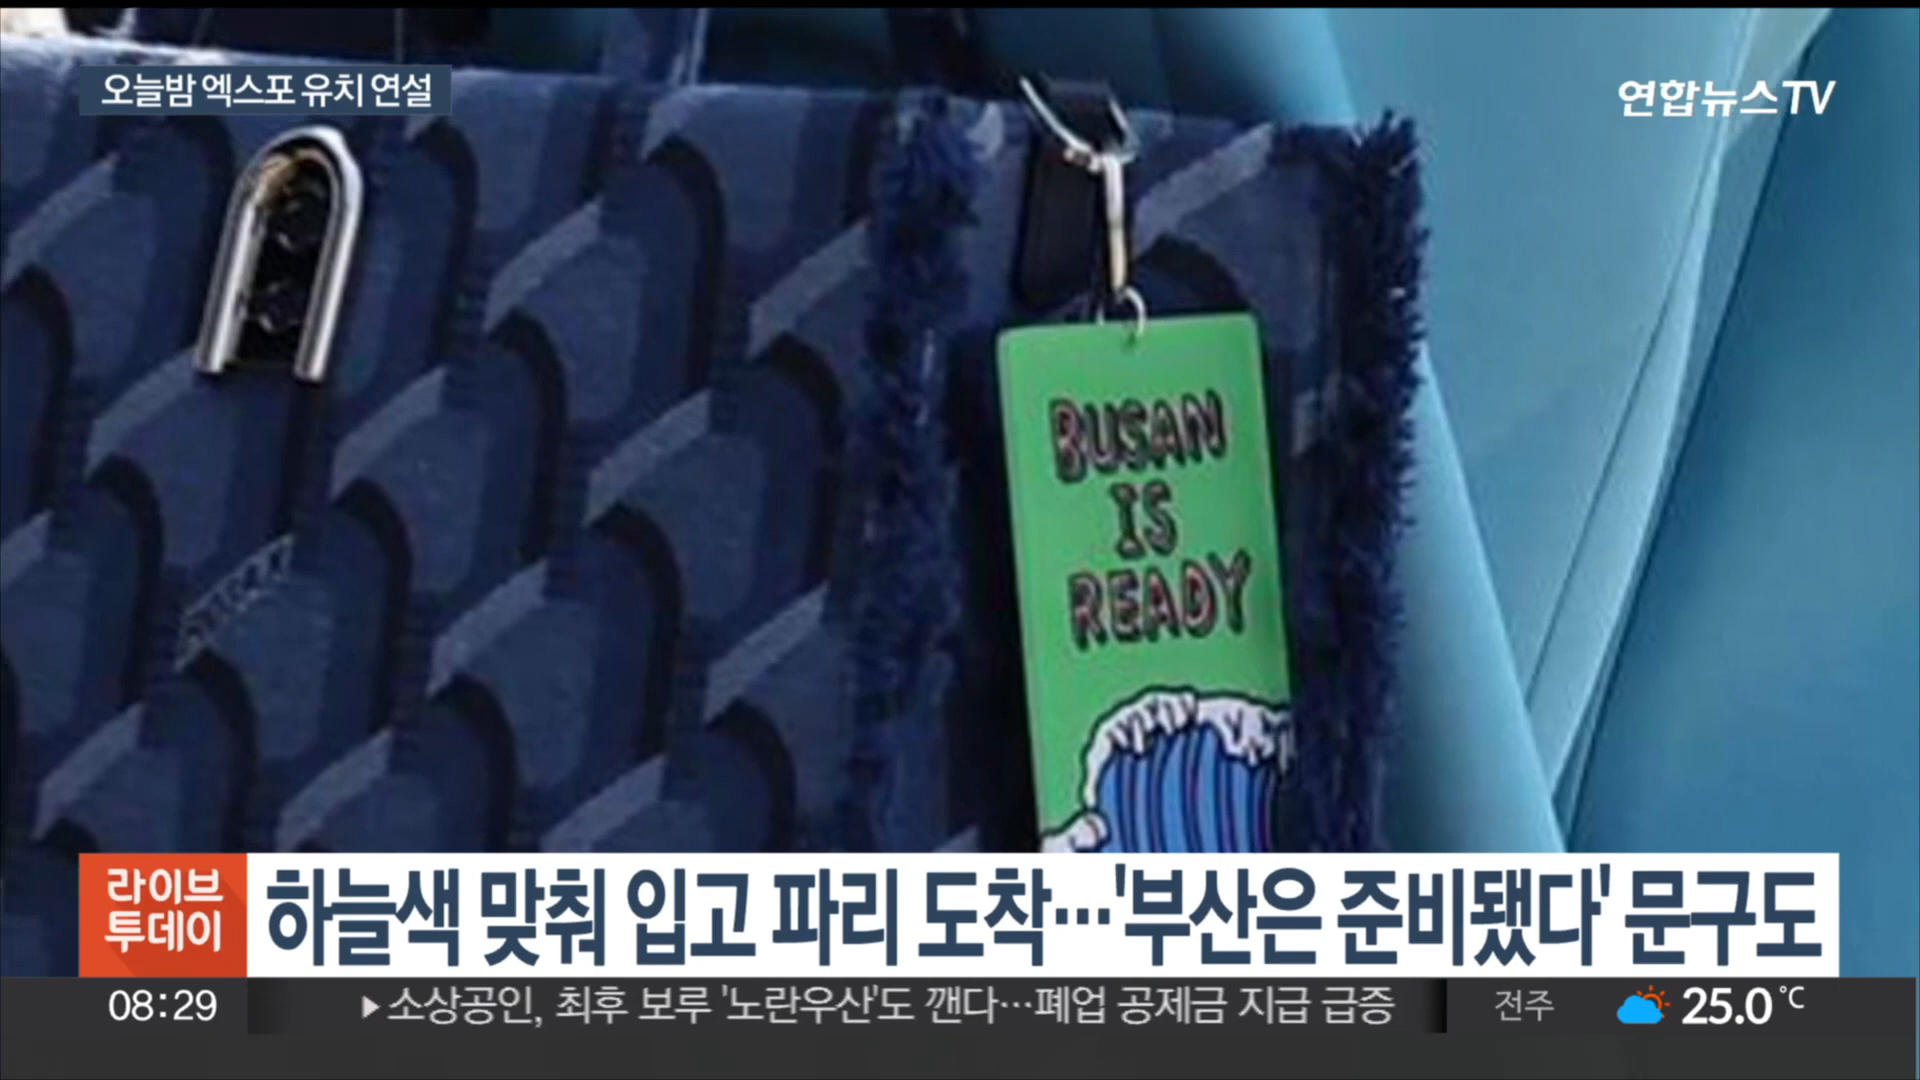 오늘밤 엑스포 유치 연설
연합뉴스TV
BUSAN
IS
READY
라이브
투데이
하늘색 맞춰 입고 파리 도착…'부산은 준비됐다' 문구도
08:29
▶소상공인, 최후 보루 '노란우산'도 깬다…폐업 공제금 지급 급증
전주
25.0℃